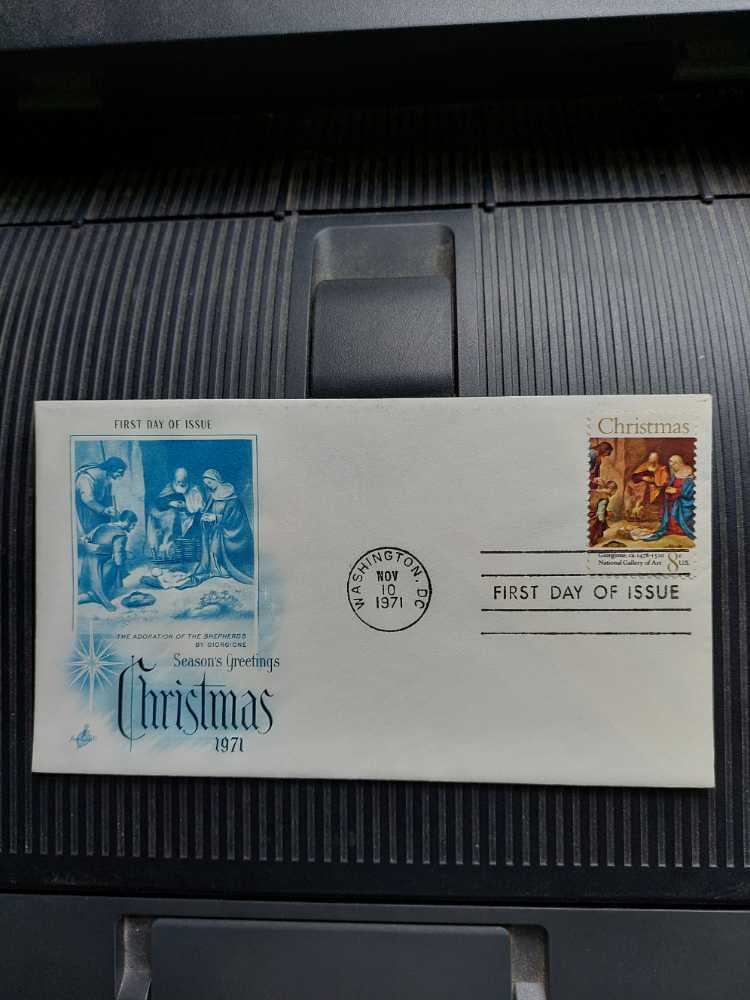 FIRST DAY OF ISSUE
THE ADORATION OF THE SHEPHERDS
BY GIORGIONE
Season's Greetings
Christmas
1971
WASHINGTON, DC
NOV
10
1971
Christmas
Giorgione, ca. 1478-1510
National Gallery of Art
8c
U.S.
FIRST DAY OF ISSUE